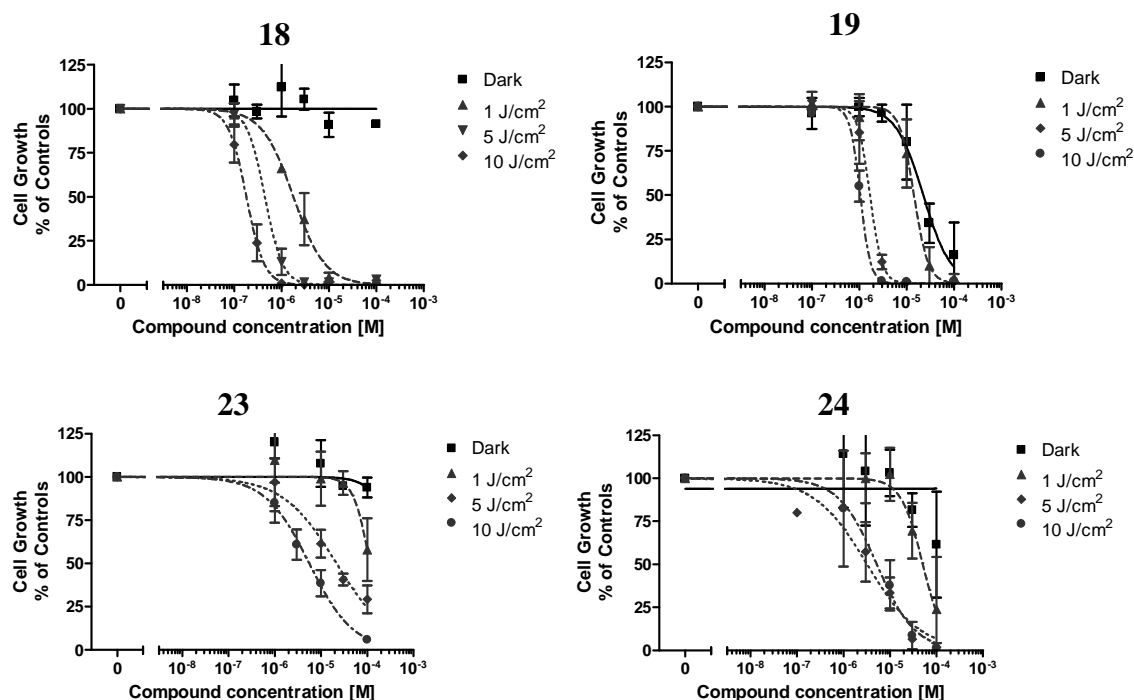 18
125
100
75
50
25
0
Cell Growth
% of Controls
0 10⁻⁸ 10⁻⁷ 10⁻⁶ 10⁻⁵ 10⁻⁴ 10⁻³
Compound concentration [M]
Dark
1 J/cm²
5 J/cm²
10 J/cm²
19
125
100
75
50
25
0
Cell Growth
% of Controls
0 10⁻⁸ 10⁻⁷ 10⁻⁶ 10⁻⁵ 10⁻⁴ 10⁻³
Compound concentration [M]
Dark
1 J/cm²
5 J/cm²
10 J/cm²
23
125
100
75
50
25
0
Cell Growth
% of Controls
0 10⁻⁸ 10⁻⁷ 10⁻⁶ 10⁻⁵ 10⁻⁴ 10⁻³
Compound concentration [M]
Dark
1 J/cm²
5 J/cm²
10 J/cm²
24
125
100
75
50
25
0
Cell Growth
% of Controls
0 10⁻⁸ 10⁻⁷ 10⁻⁶ 10⁻⁵ 10⁻⁴ 10⁻³
Compound concentration [M]
Dark
1 J/cm²
5 J/cm²
10 J/cm²